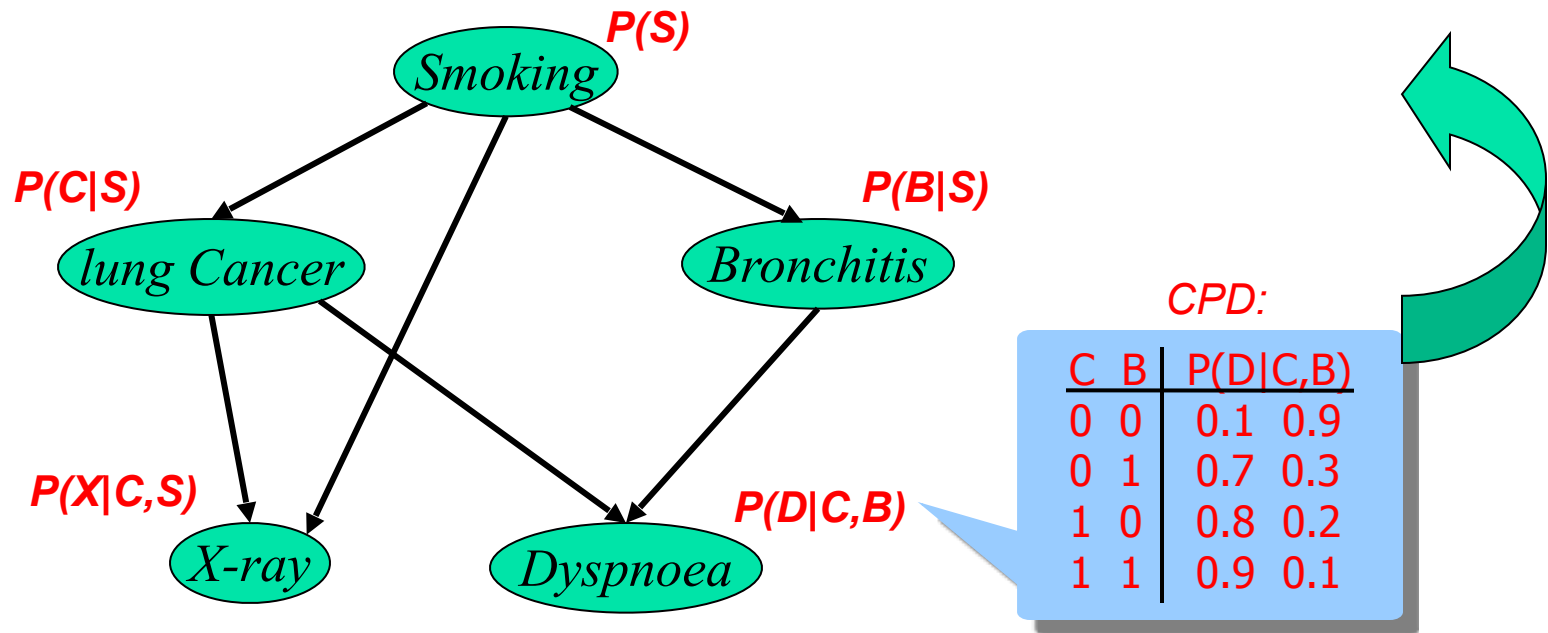 P(S)
Smoking
P(C|S)
P(B|S)
lung Cancer
Bronchitis
P(X|C,S)
P(D|C,B)
X-ray
Dyspnoea
CPD:
C B P(D|C,B)
0 0 0.1 0.9
0 1 0.7 0.3
1 0 0.8 0.2
1 1 0.9 0.1